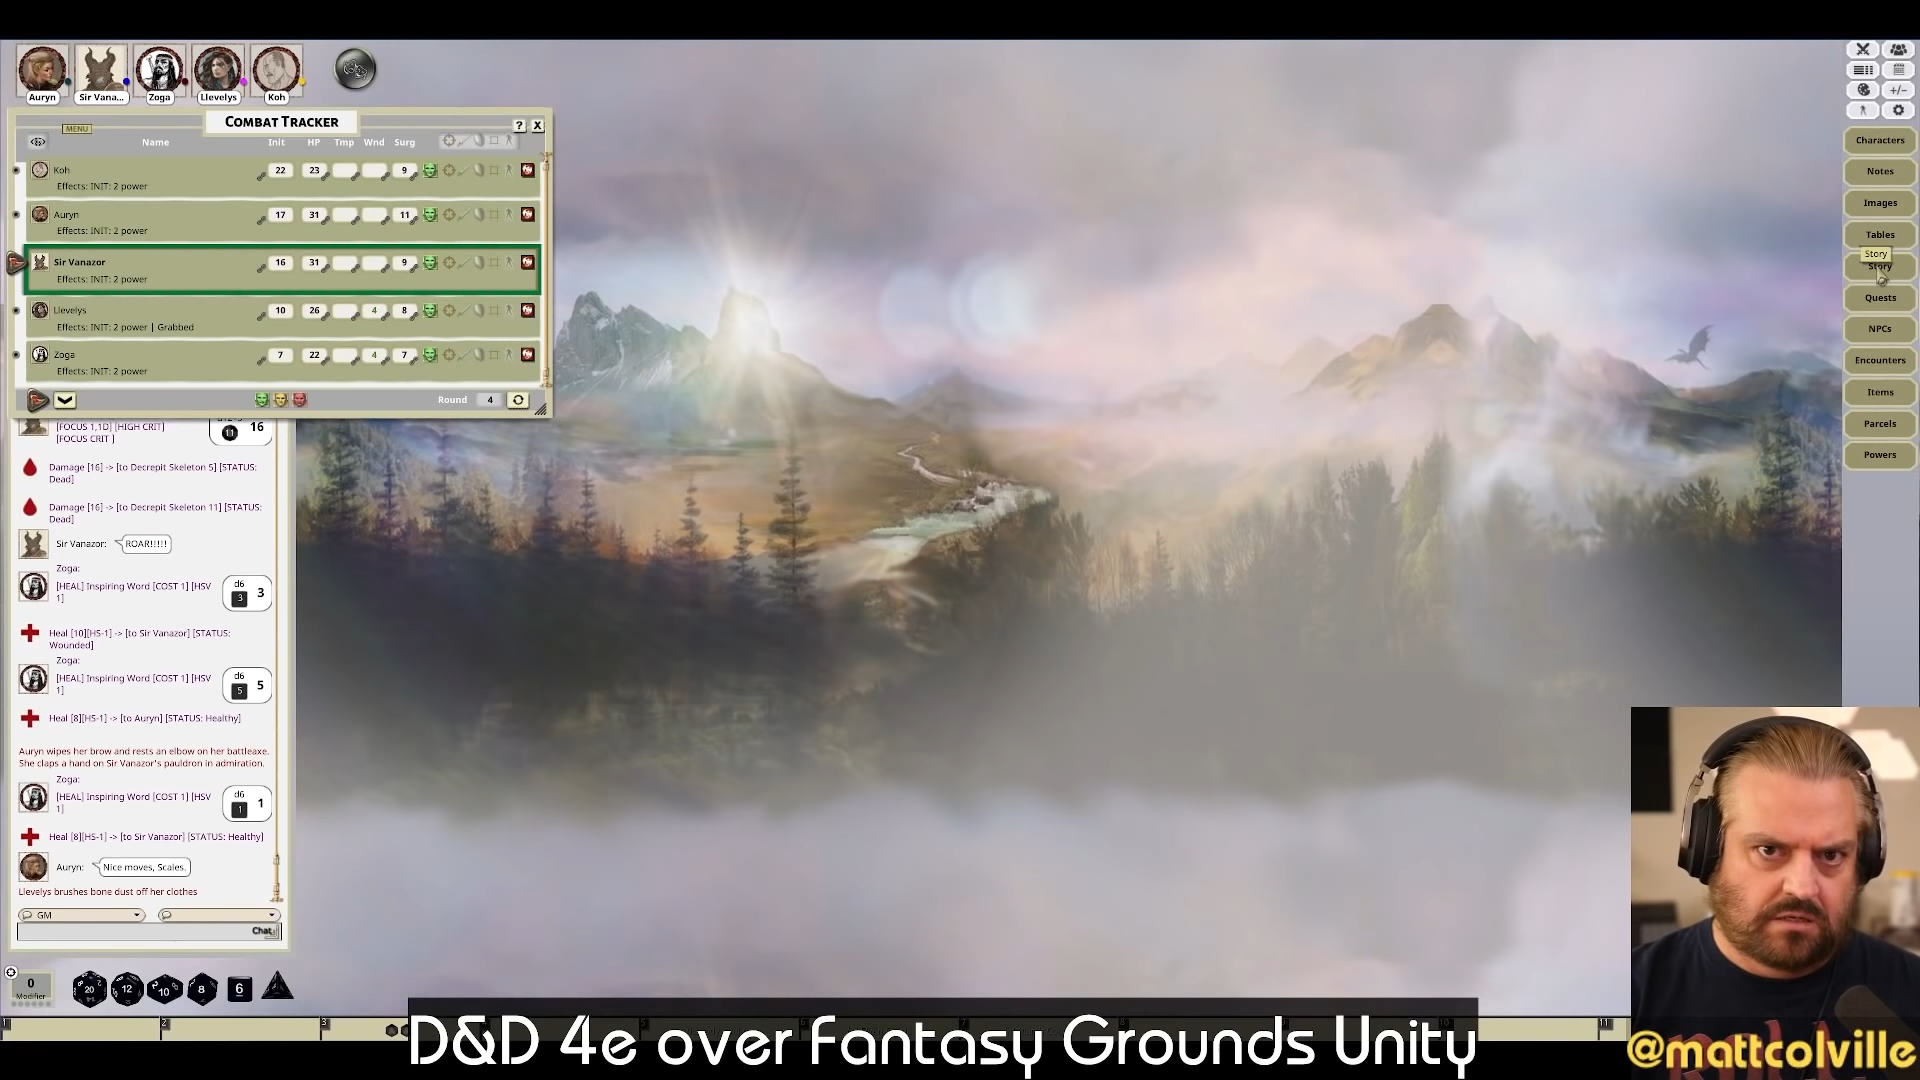 Auryn
Sir Vana...
Zoga
Llevelys
Koh
COMBAT TRACKER
? X
MENU
Name Init HP Tmp Wnd Surg
Koh 22 23 9
Effects: INIT: 2 power
Auryn 17 31 11
Effects: INIT: 2 power
Sir Vanazor 16 31 9
Effects: INIT: 2 power
Llevelys 10 26 4 8
Effects: INIT: 2 power | Grabbed
Zoga 7 22 4 7
Effects: INIT: 2 power
Round 4
[FOCUS 1,1D] [HIGH CRIT]
[FOCUS CRIT ]
11 16
Damage [16] -> [to Decrepit Skeleton 5] [STATUS:
Dead]
Damage [16] -> [to Decrepit Skeleton 11] [STATUS:
Dead]
Sir Vanazor: ROAR!!!!!
Zoga:
[HEAL] Inspiring Word [COST 1] [HSV
1]
d6
3 3
Heal [10][HS-1] -> [to Sir Vanazor] [STATUS:
Wounded]
Zoga:
[HEAL] Inspiring Word [COST 1] [HSV
1]
d6
5 5
Heal [8][HS-1] -> [to Auryn] [STATUS: Healthy]
Auryn wipes her brow and rests an elbow on her battleaxe.
She claps a hand on Sir Vanazor's pauldron in admiration.
Zoga:
[HEAL] Inspiring Word [COST 1] [HSV
1]
d6
1 1
Heal [8][HS-1] -> [to Sir Vanazor] [STATUS: Healthy]
Auryn: Nice moves, Scales.
Llevelys brushes bone dust off her clothes
GM
Chat
0
Modifier
20 12 10 8 6
1 2 3 11
+/-
Characters
Notes
Images
Tables
Story
Story
Quests
NPCs
Encounters
Items
Parcels
Powers
D&D 4e over Fantasy Grounds Unity
@mattcolville